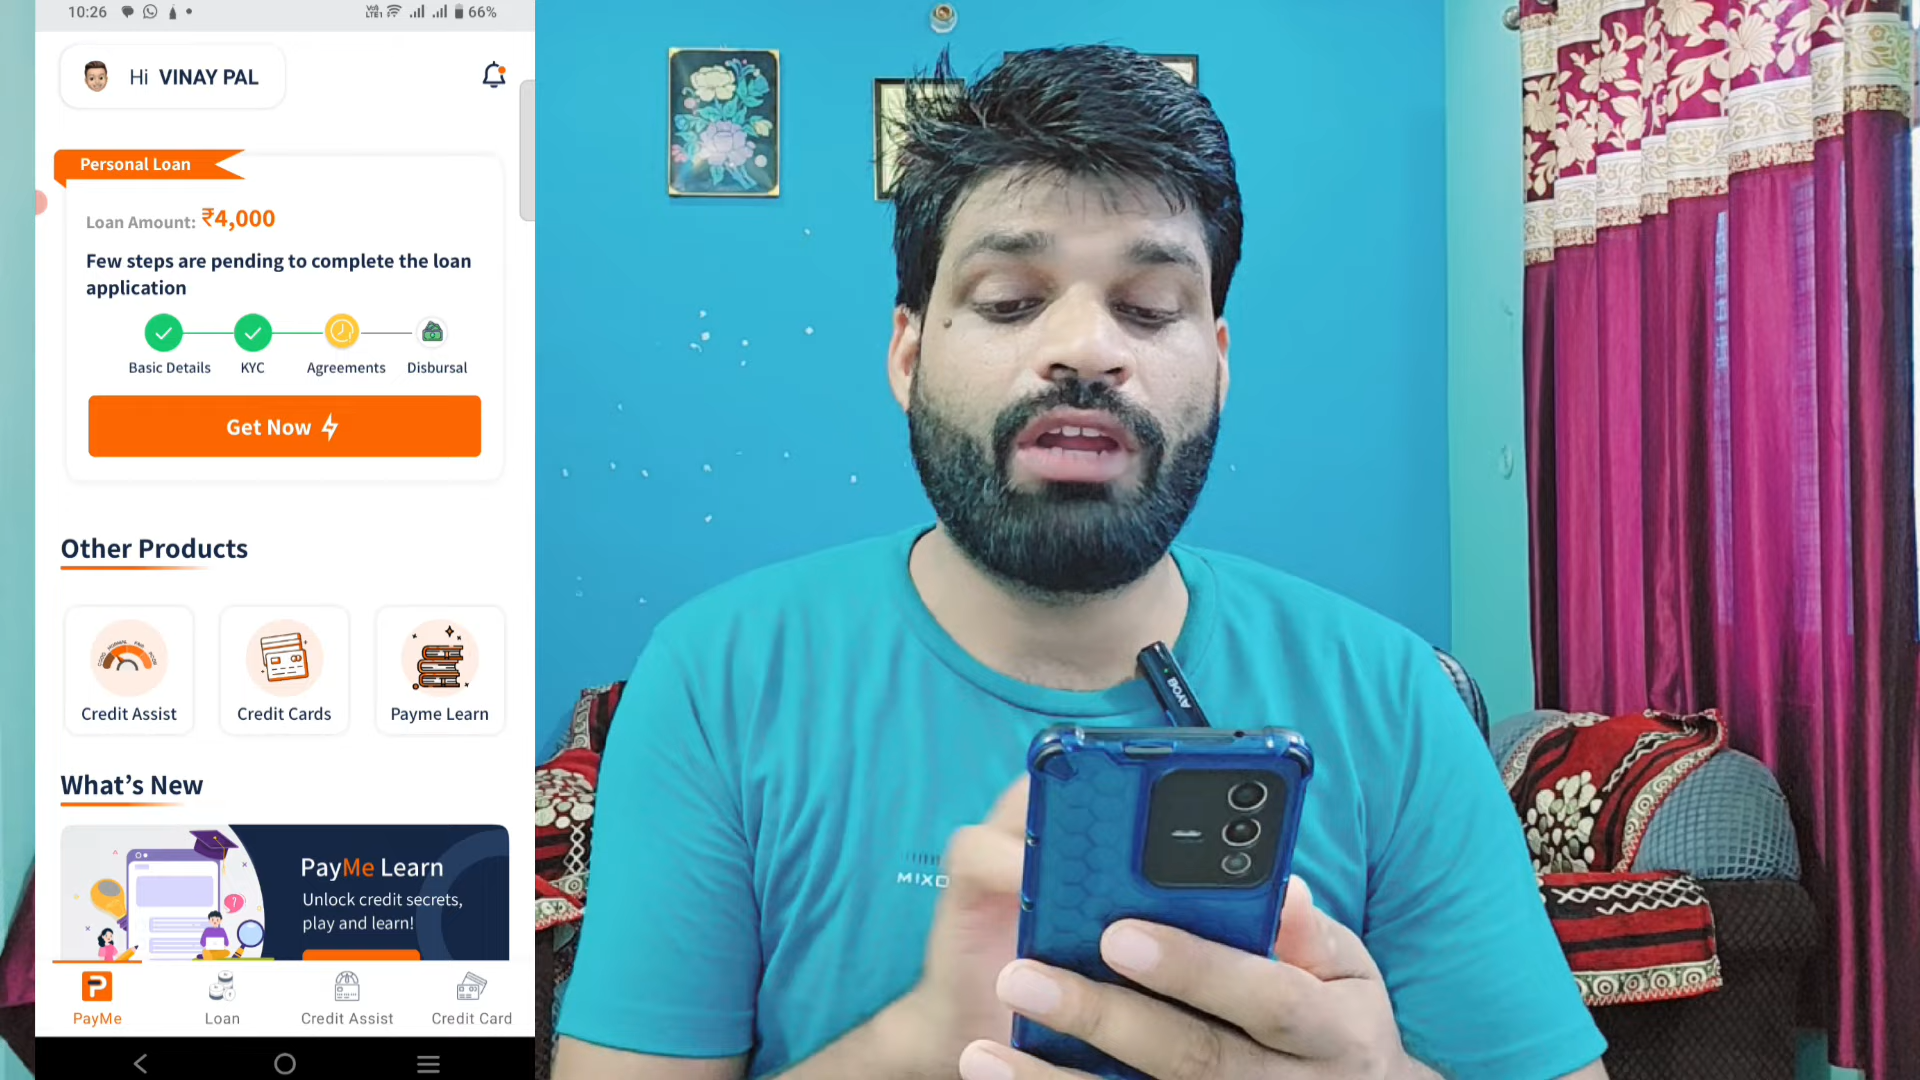 10:26
Vo)
LTE1
66%
Hi VINAY PAL
Personal Loan
Loan Amount: ₹4,000
Few steps are pending to complete the loan
application
Basic Details
KYC
Agreements
Disbursal
Get Now
Other Products
Credit Assist
Credit Cards
Payme Learn
What's New
PayMe Learn
Unlock credit secrets,
play and learn!
PayMe
Loan
Credit Assist
Credit Card
BOYA
MIXO